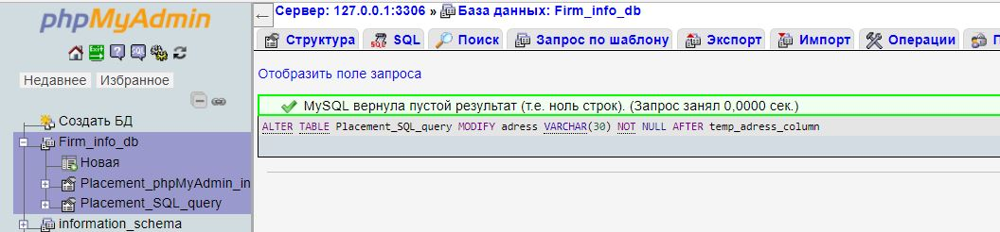 phpMyAdmin
Недавнее Избранное
Создать БД
Firm_info_db
Новая
Placement_phpMyAdmin_in
Placement_SQL_query
information_schema
Сервер: 127.0.0.1:3306 » База данных: Firm_info_db
Структура SQL Поиск Запрос по шаблону Экспорт Импорт Операции П
Отобразить поле запроса
MySQL вернула пустой результат (т.е. ноль строк). (Запрос занял 0,0000 сек.)
ALTER TABLE Placement_SQL_query MODIFY adress VARCHAR(30) NOT NULL AFTER temp_adress_column